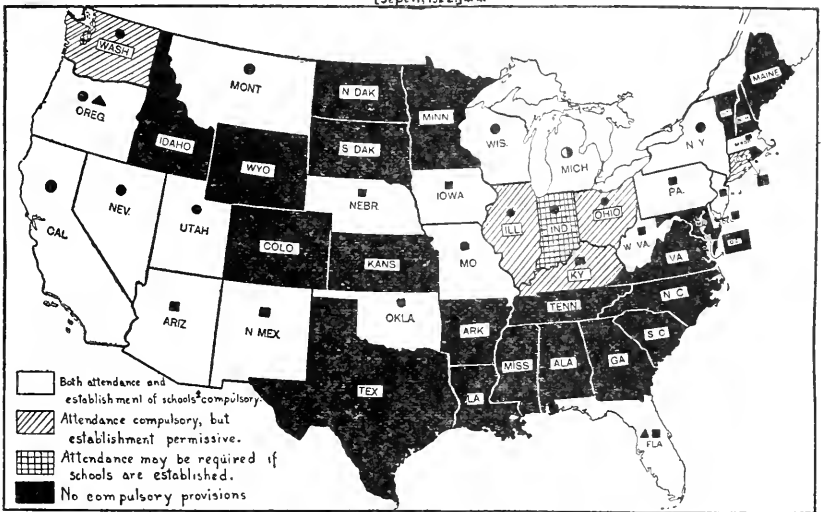 WASH
MONT
N DAK
MINN
MAINE
OREG
IDAHO
WYO
S DAK
WIS.
MICH
N Y
MASS
CAL
NEV.
UTAH
NEBR.
IOWA
ILL
IND
OHIO
PA.
COLO
KANS
MO
KY
W VA.
VA
ARIZ
N MEX
OKLA
ARK
TENN
N C
S C
MISS
ALA
GA
TEX
LA
FLA
Both attendance and
establishment of schools² compulsory.
Attendance compulsory, but
establishment permissive.
Attendance may be required if
schools are established.
No compulsory provisions